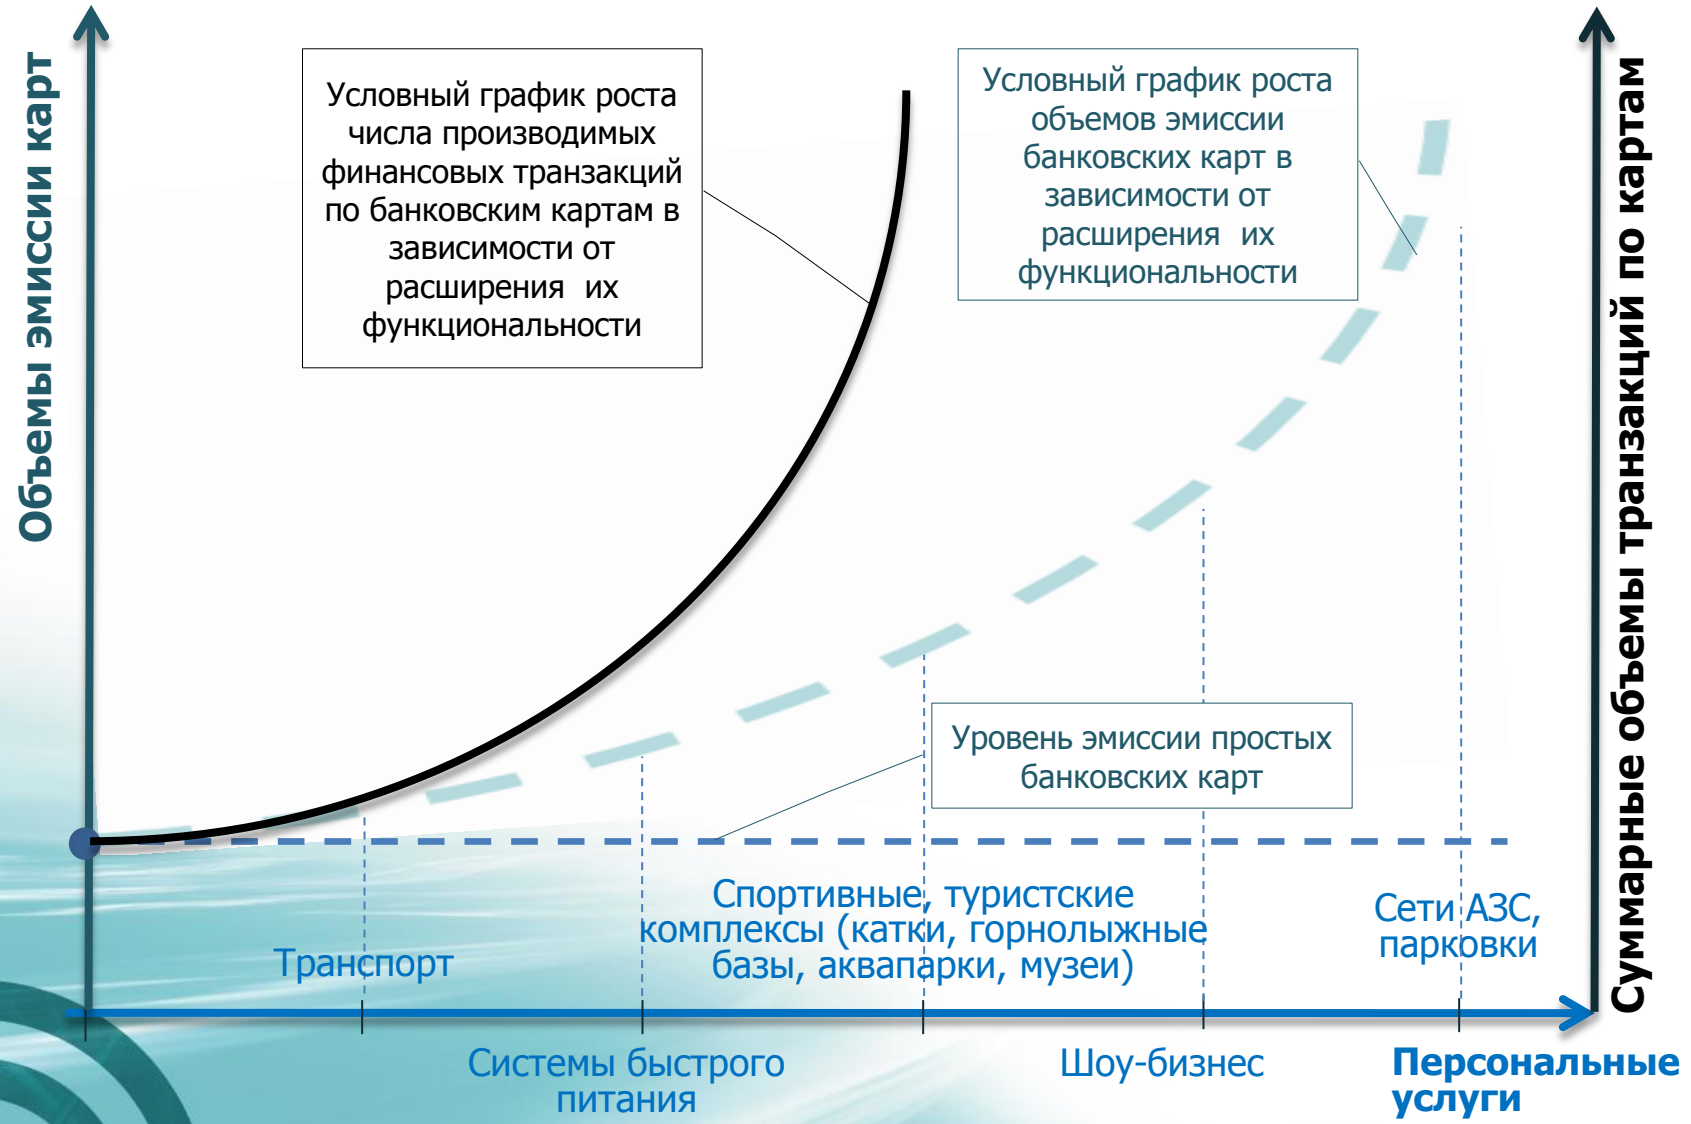 Объемы эмиссии карт
Условный график роста
числа производимых
финансовых транзакций
по банковским картам в
зависимости от
расширения их
функциональности
Условный график роста
объемов эмиссии
банковских карт в
зависимости от
расширения их
функциональности
Суммарные объемы транзакций по картам
Уровень эмиссии простых
банковских карт
Транспорт
Спортивные, туристские
комплексы (катки, горнолыжные
базы, аквапарки, музеи)
Сети АЗС,
парковки
Системы быстрого
питания
Шоу-бизнес
Персональные
услуги